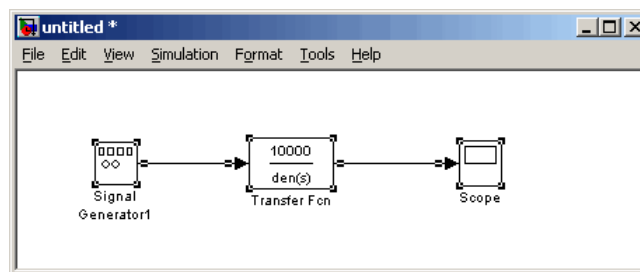 untitled *
File Edit View Simulation Format Tools Help
10000
den(s)
Signal
Generator1
Transfer Fcn
Scope